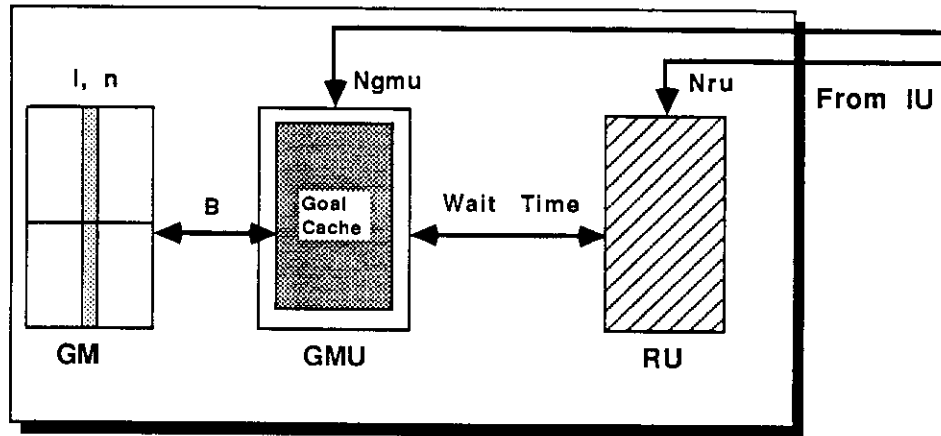 I, n
Ngmu
Nru
From IU
B
Goal
Cache
Wait Time
GM
GMU
RU